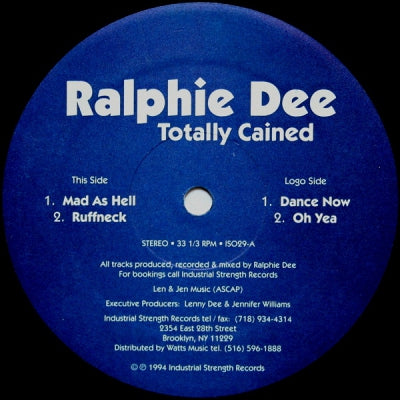 Ralphie Dee
Totally Cained
This Side
1. Mad As Hell
2. Ruffneck
Logo Side
1. Dance Now
2. Oh Yea
STEREO • 33 1/3 RPM • ISO29-A
All tracks produced, recorded & mixed by Ralphie Dee
For bookings call Industrial Strength Records
Len & Jen Music (ASCAP)
Executive Producers: Lenny Dee & Jennifer Williams
Industrial Strength Records tel / fax: (718) 934-4314
2354 East 28th Street
Brooklyn, NY 11229
Distributed by Watts Music tel. (516) 596-1888
© ℗ 1994 Industrial Strength Records